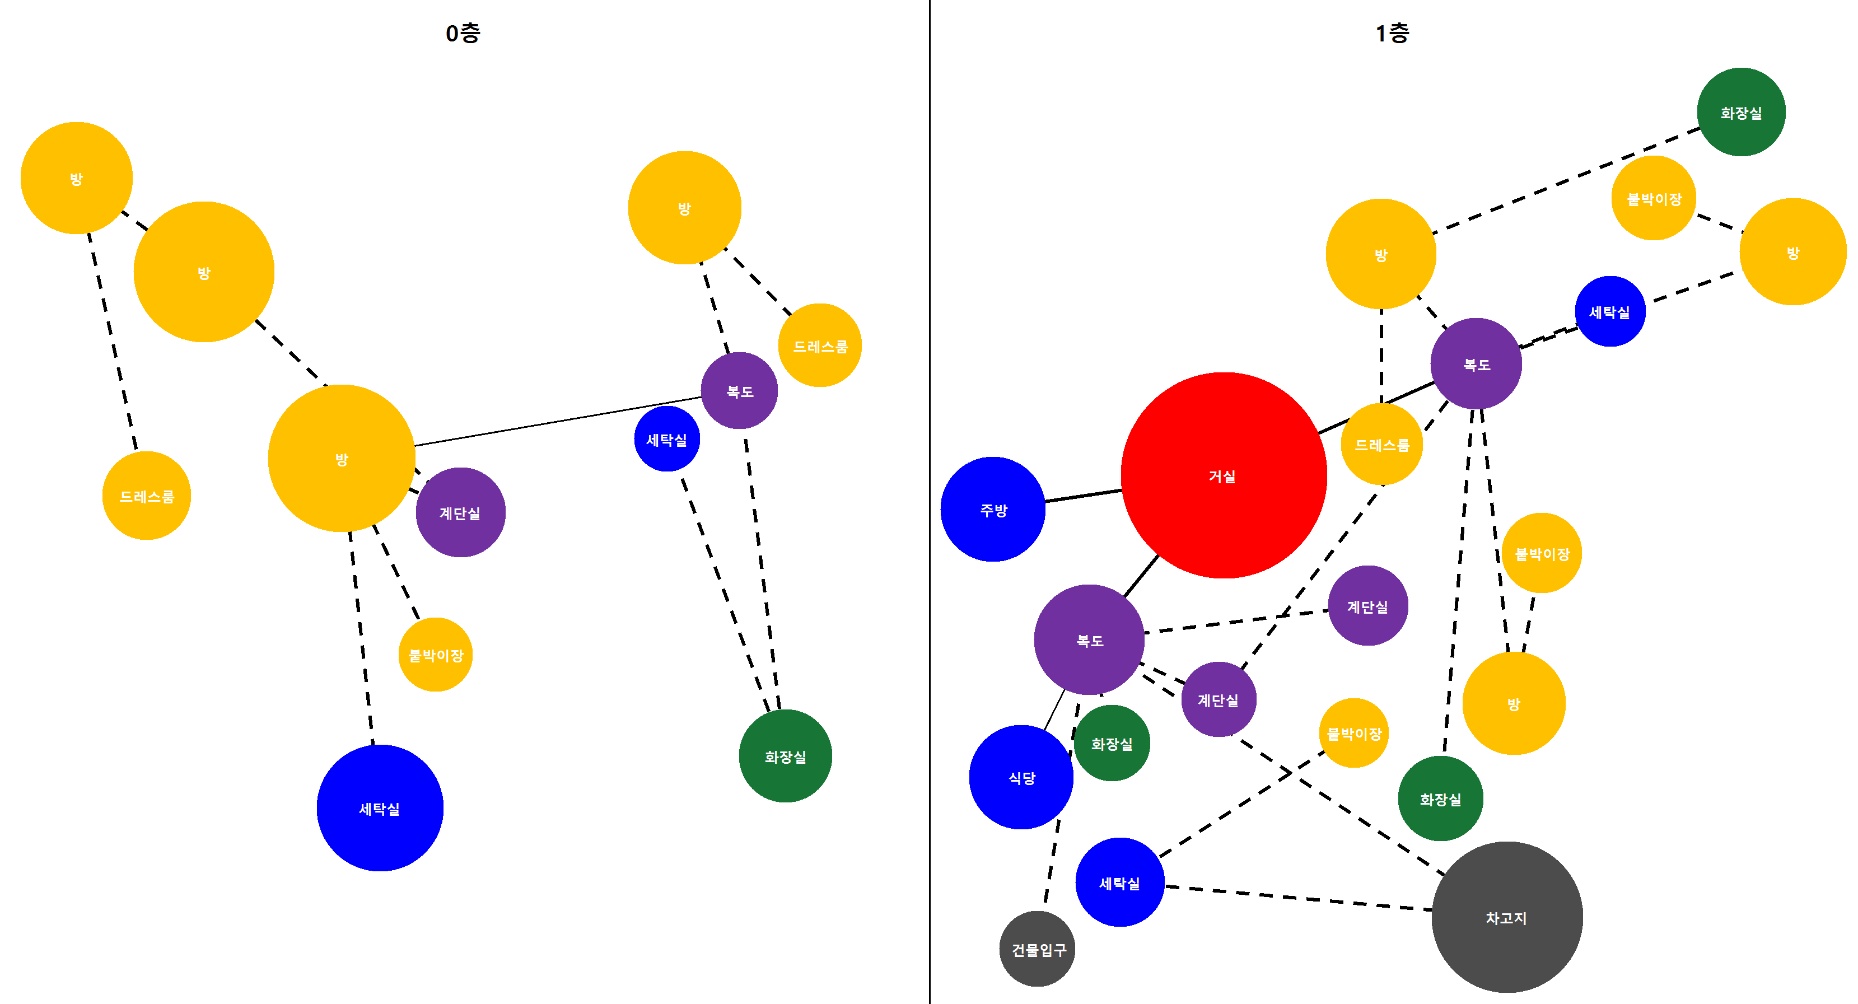 0층
방
방
방
드레스룸
복도
세탁실
방
드레스룸
계단실
붙박이장
화장실
세탁실
1층
화장실
붙박이장
방
방
세탁실
복도
드레스룸
거실
주방
붙박이장
계단실
복도
계단실
방
붙박이장
화장실
식당
화장실
세탁실
차고지
건물입구